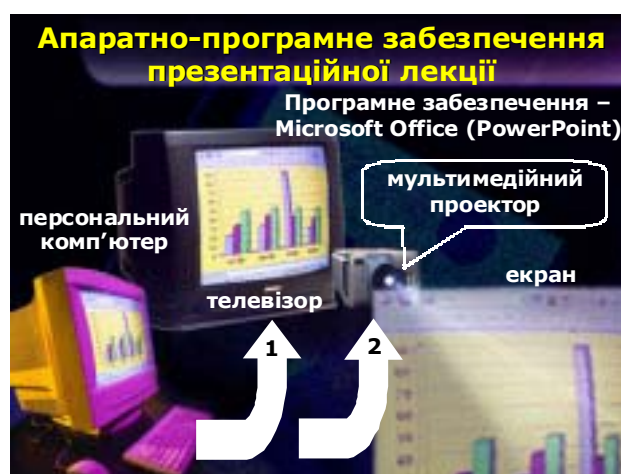 Апаратно-програмне забезпечення
презентаційної лекції
Програмне забезпечення –
Microsoft Office (PowerPoint)
мультимедійний
проектор
персональний
комп’ютер
екран
телевізор
1
2